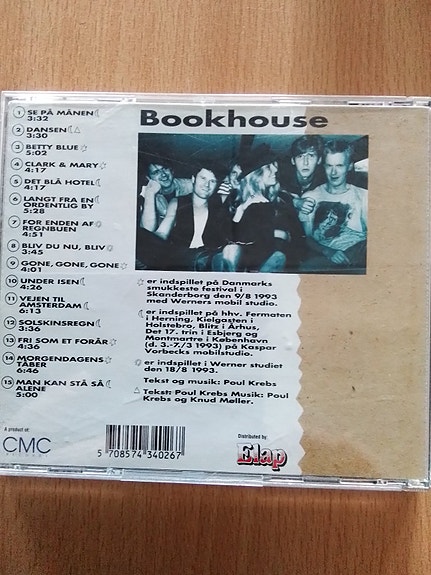 Bookhouse
1 SE PÅ MÅNEN☾
3:32
2 DANSEN☾△
3:30
3 BETTY BLUE☼
5:02
4 CLARK & MARY☼
4:17
5 DET BLÅ HOTEL☾
4:17
6 LANGT FRA EN☾
ORDENTLIG BY
5:28
7 FOR ENDEN AF☼
REGNBUEN
4:51
8 BLIV DU NU, BLIV☼
3:45
9 GONE, GONE, GONE☼
4:01
10 UNDER ISEN☾
4:26
11 VEJEN TIL☾
AMSTERDAM
6:13
12 SOLSKINSREGN☾
3:36
13 FRI SOM ET FORÅR☼
4:36
14 MORGENDAGENS☼
TÅBER
6:46
15 MAN KAN STÅ SÅ☾
ALENE
5:00
☼ er indspillet på Danmarks
smukkeste festival i
Skanderborg den 9/8 1993
med Werners mobil studio.
☾ er indspillet på hhv. Fermaten
i Herning, Kielgasten i
Holstebro, Blitz i Århus,
Det 17. trin i Esbjerg og
Montmartre i København
(d. 3.-7./3 1993) på Kaspar
Vorbecks mobilstudio.
☼ er indspillet i Werner studiet
den 18/8 1993.
Tekst og musik: Poul Krebs
△ Tekst: Poul Krebs Musik: Poul
Krebs og Knud Møller.
A product of:
CMC
RECORDS
5 708574 340267
Distributed by:
Elap